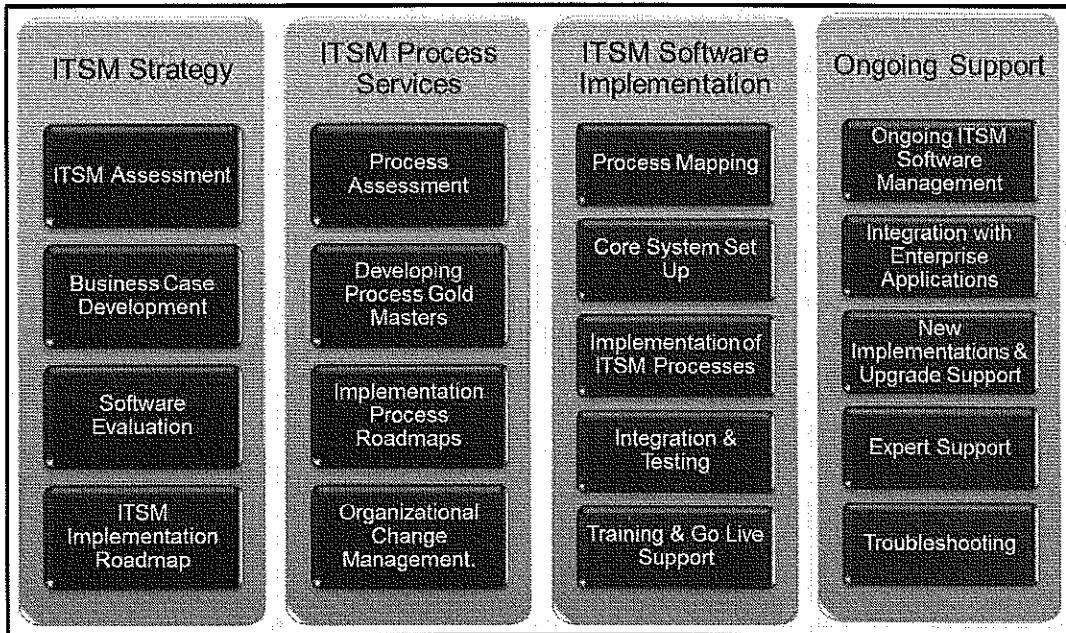 ITSM Strategy
ITSM Assessment
Business Case
Development
Software
Evaluation
ITSM
Implementation
Roadmap
ITSM Process
Services
Process
Assessment
Developing
Process Gold
Masters
Implementation
Process
Roadmaps
Organizational
Change
Management.
ITSM Software
Implementation
Process Mapping
Core System Set
Up
Implementation of
ITSM Processes
Integration &
Testing
Training & Go Live
Support
Ongoing Support
Ongoing ITSM
Software
Management
Integration with
Enterprise
Applications
New
Implementations &
Upgrade Support
Expert Support
Troubleshooting